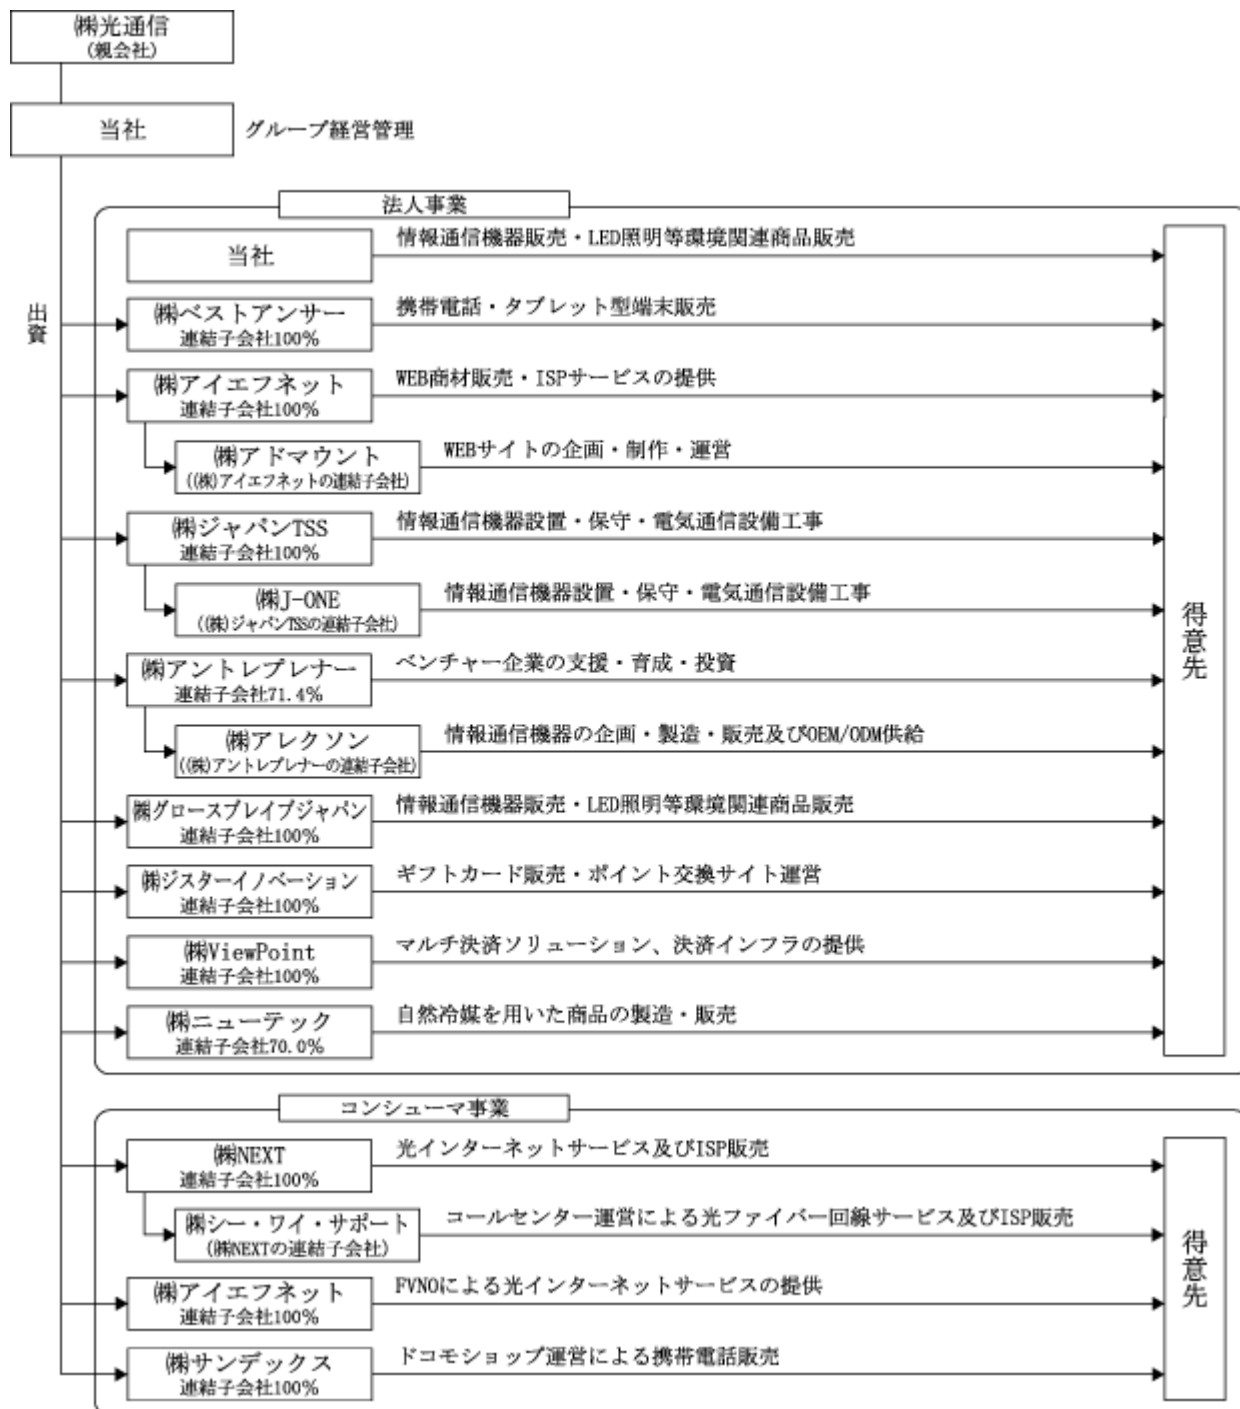 ㈱光通信
(親会社)
当社
グループ経営管理
出資
法人事業
当社
情報通信機器販売・LED照明等環境関連商品販売
㈱ベストアンサー
連結子会社100%
携帯電話・タブレット型端末販売
㈱アイエフネット
連結子会社100%
WEB商材販売・ISPサービスの提供
㈱アドマウント
((株)アイエフネットの連結子会社)
WEBサイトの企画・制作・運営
㈱ジャパンTSS
連結子会社100%
情報通信機器設置・保守・電気通信設備工事
㈱J-ONE
((株)ジャパンTSSの連結子会社)
情報通信機器設置・保守・電気通信設備工事
㈱アントレプレナー
連結子会社71.4%
ベンチャー企業の支援・育成・投資
㈱アレクソン
((株)アントレプレナーの連結子会社)
情報通信機器の企画・製造・販売及びOEM/ODM供給
㈱グロースブレイブジャパン
連結子会社100%
情報通信機器販売・LED照明等環境関連商品販売
㈱ジスターイノベーション
連結子会社100%
ギフトカード販売・ポイント交換サイト運営
㈱ViewPoint
連結子会社100%
マルチ決済ソリューション、決済インフラの提供
㈱ニューテック
連結子会社70.0%
自然冷媒を用いた商品の製造・販売
得意先
コンシューマ事業
㈱NEXT
連結子会社100%
光インターネットサービス及びISP販売
㈱シー・ワイ・サポート
(㈱NEXTの連結子会社)
コールセンター運営による光ファイバー回線サービス及びISP販売
㈱アイエフネット
連結子会社100%
FVNOによる光インターネットサービスの提供
㈱サンデックス
連結子会社100%
ドコモショップ運営による携帯電話販売
得意先